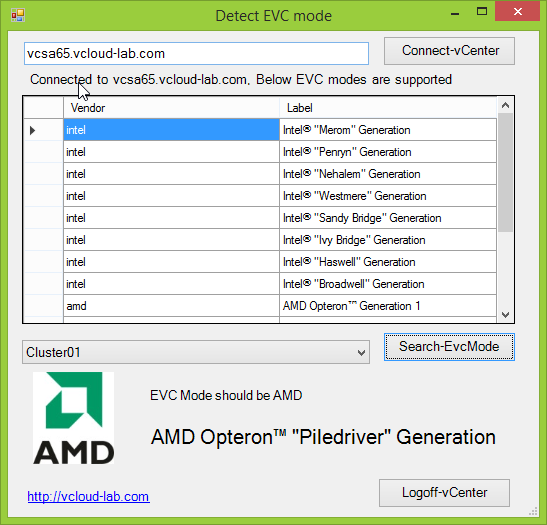 Detect EVC mode
vcsa65.vcloud-lab.com
Connect-vCenter
Connected to vcsa65.vcloud-lab.com, Below EVC modes are supported
Vendor Label
intel Intel® "Merom" Generation
intel Intel® "Penryn" Generation
intel Intel® "Nehalem" Generation
intel Intel® "Westmere" Generation
intel Intel® "Sandy Bridge" Generation
intel Intel® "Ivy Bridge" Generation
intel Intel® "Haswell" Generation
intel Intel® "Broadwell" Generation
amd AMD Opteron™ Generation 1
Cluster01
Search-EvcMode
AMD
EVC Mode should be AMD
AMD Opteron™ "Piledriver" Generation
http://vcloud-lab.com
Logoff-vCenter